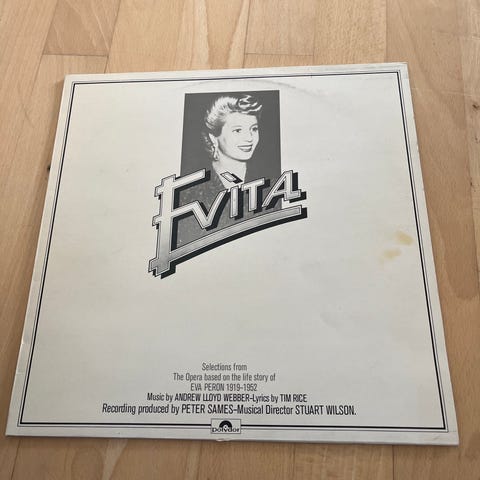 EVITA
Selections from
The Opera based on the life story of
EVA PERON 1919-1952
Music by ANDREW LLOYD WEBBER-Lyrics by TIM RICE
Recording produced by PETER SAMES-Musical Director STUART WILSON.
polydor